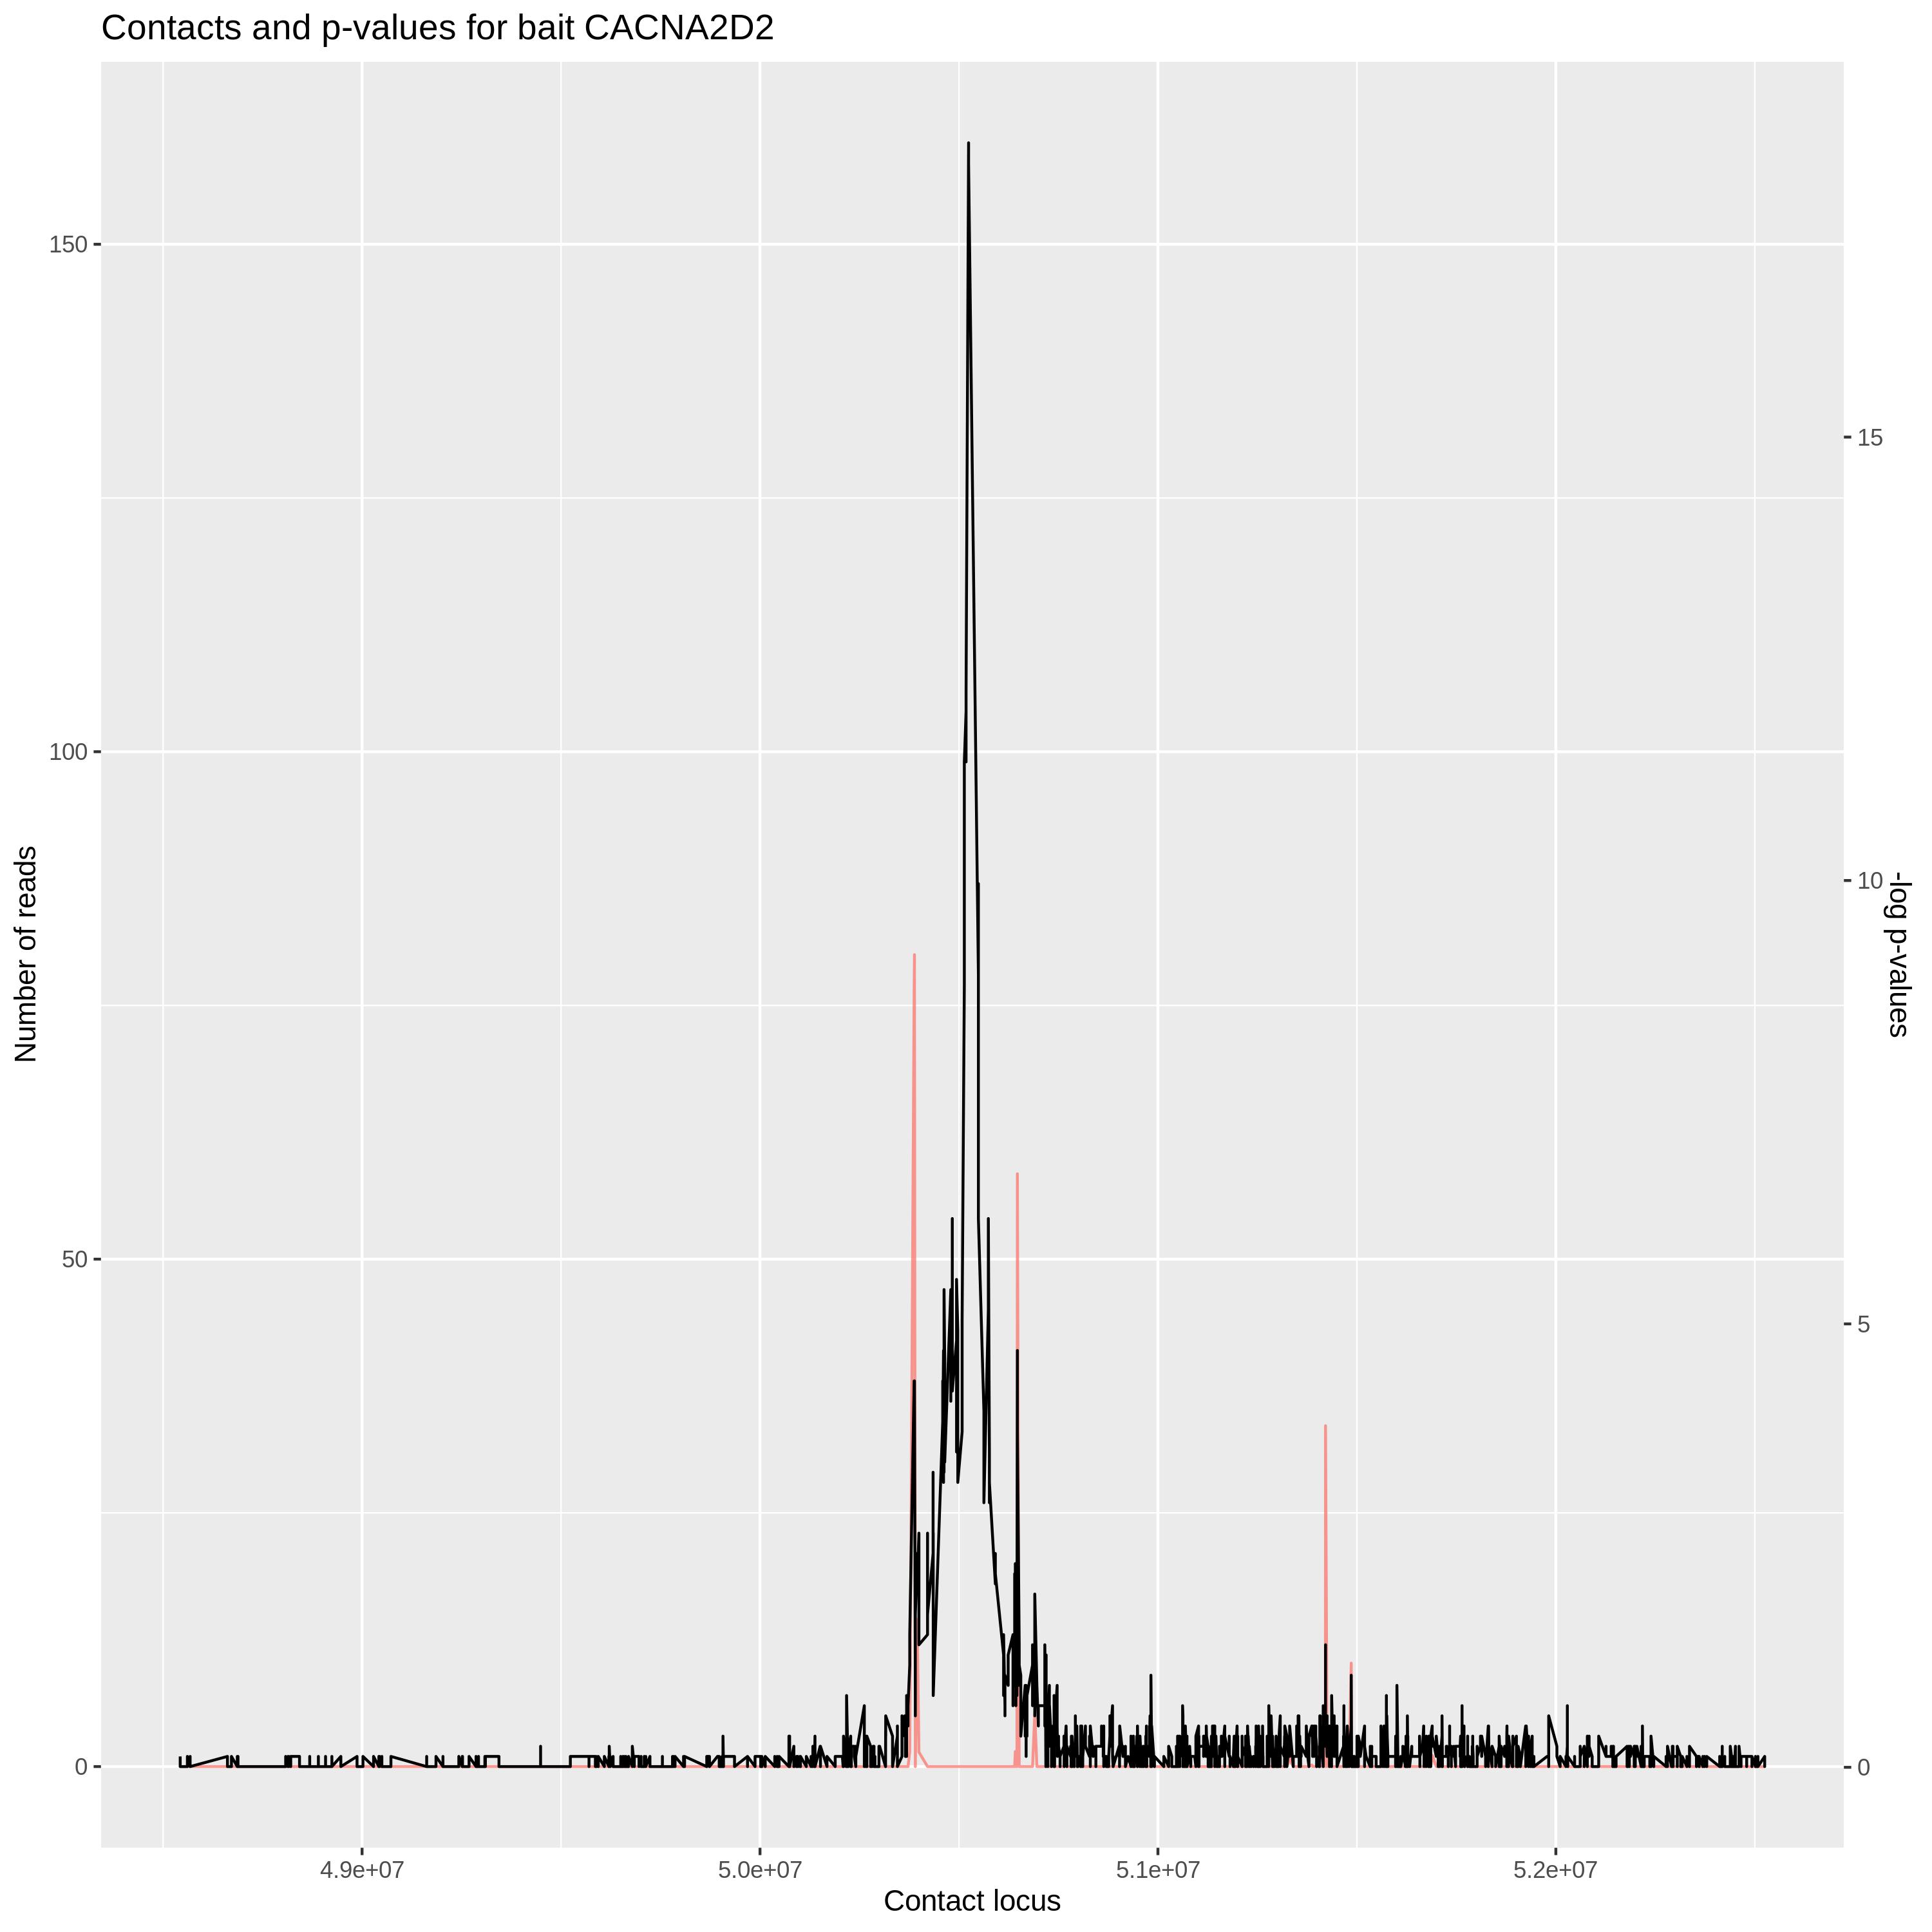 Contacts and p-values for bait CACNA2D2
150
100
50
0
Number of reads
15
10
5
0
-log p-values
4.9e+07
5.0e+07
5.1e+07
5.2e+07
Contact locus